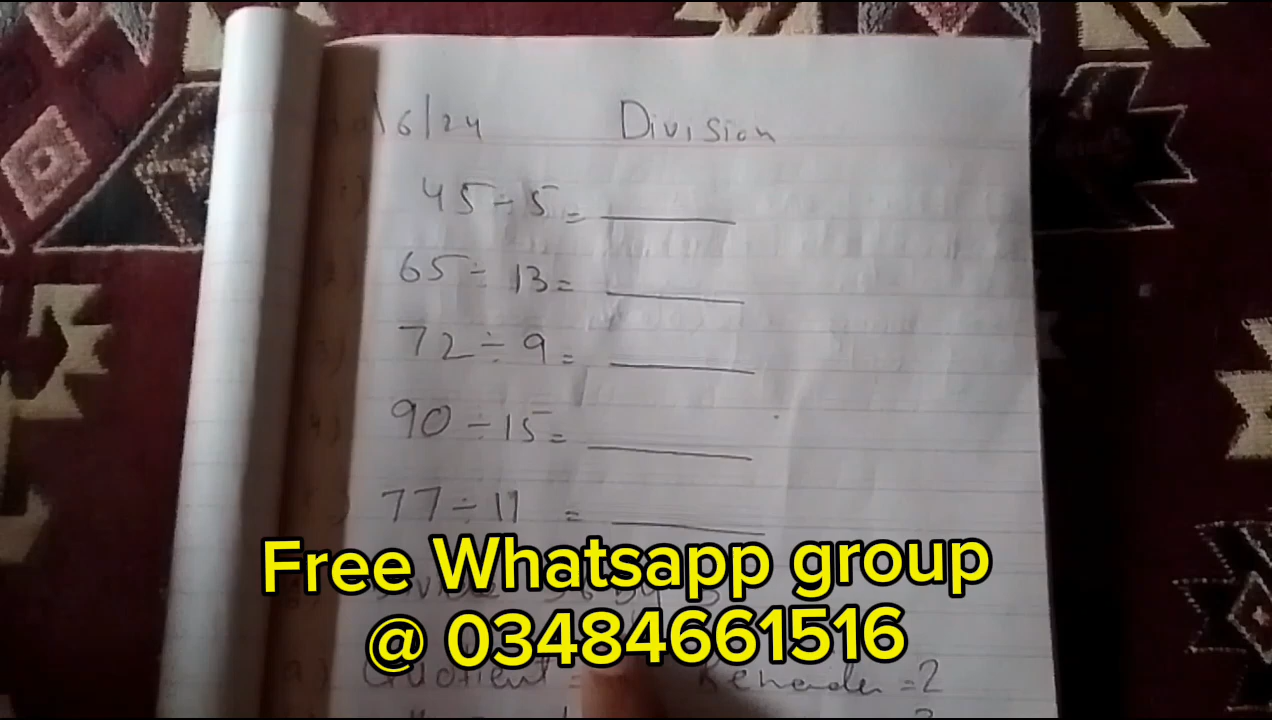 6/24 Division
45 ÷ 5 =
65 ÷ 13 =
72 ÷ 9 =
90 ÷ 15 =
77 ÷ 11 =
Free Whatsapp group
@ 03484661516
Quotient = Remender = 2